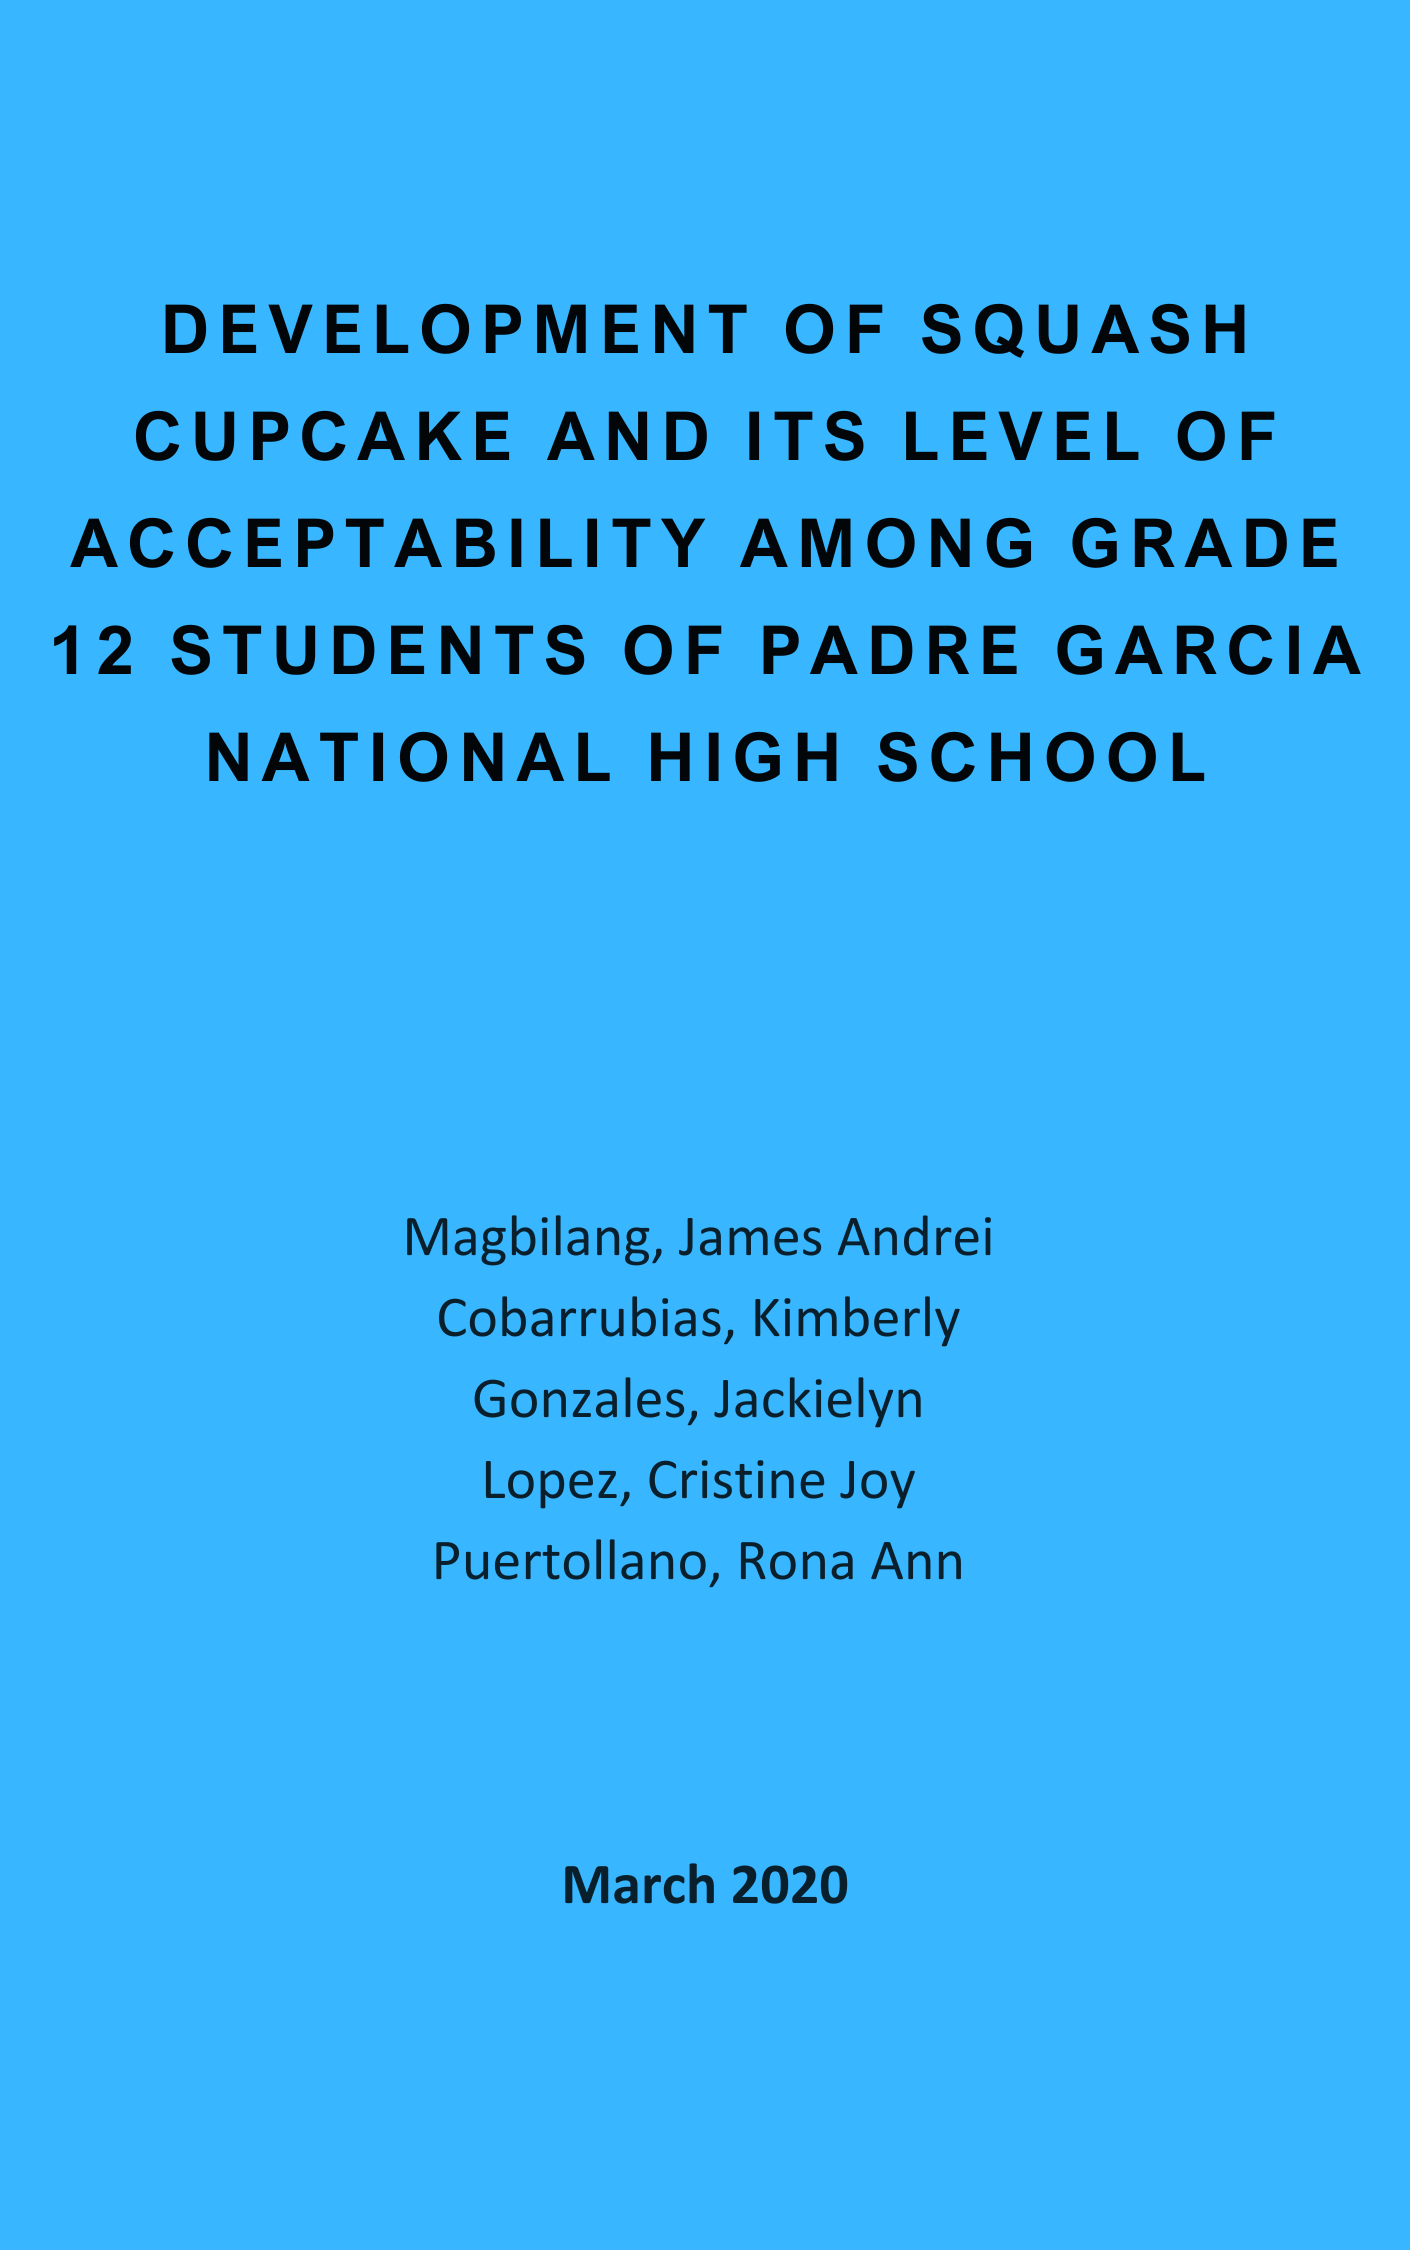 DEVELOPMENT OF SQUASH
CUPCAKE AND ITS LEVEL OF
ACCEPTABILITY AMONG GRADE
12 STUDENTS OF PADRE GARCIA
NATIONAL HIGH SCHOOL
Magbilang, James Andrei
Cobarrubias, Kimberly
Gonzales, Jackielyn
Lopez, Cristine Joy
Puertollano, Rona Ann
March 2020